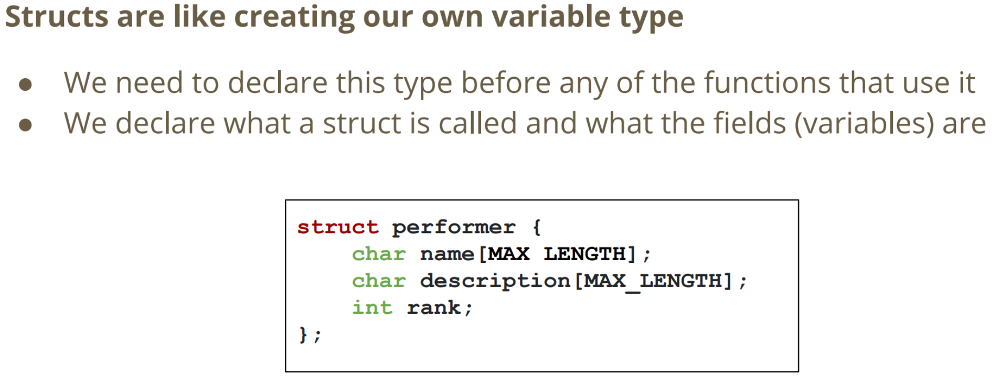 Structs are like creating our own variable type
● We need to declare this type before any of the functions that use it
● We declare what a struct is called and what the fields (variables) are
struct performer {
    char name[MAX LENGTH];
    char description[MAX_LENGTH];
    int rank;
};